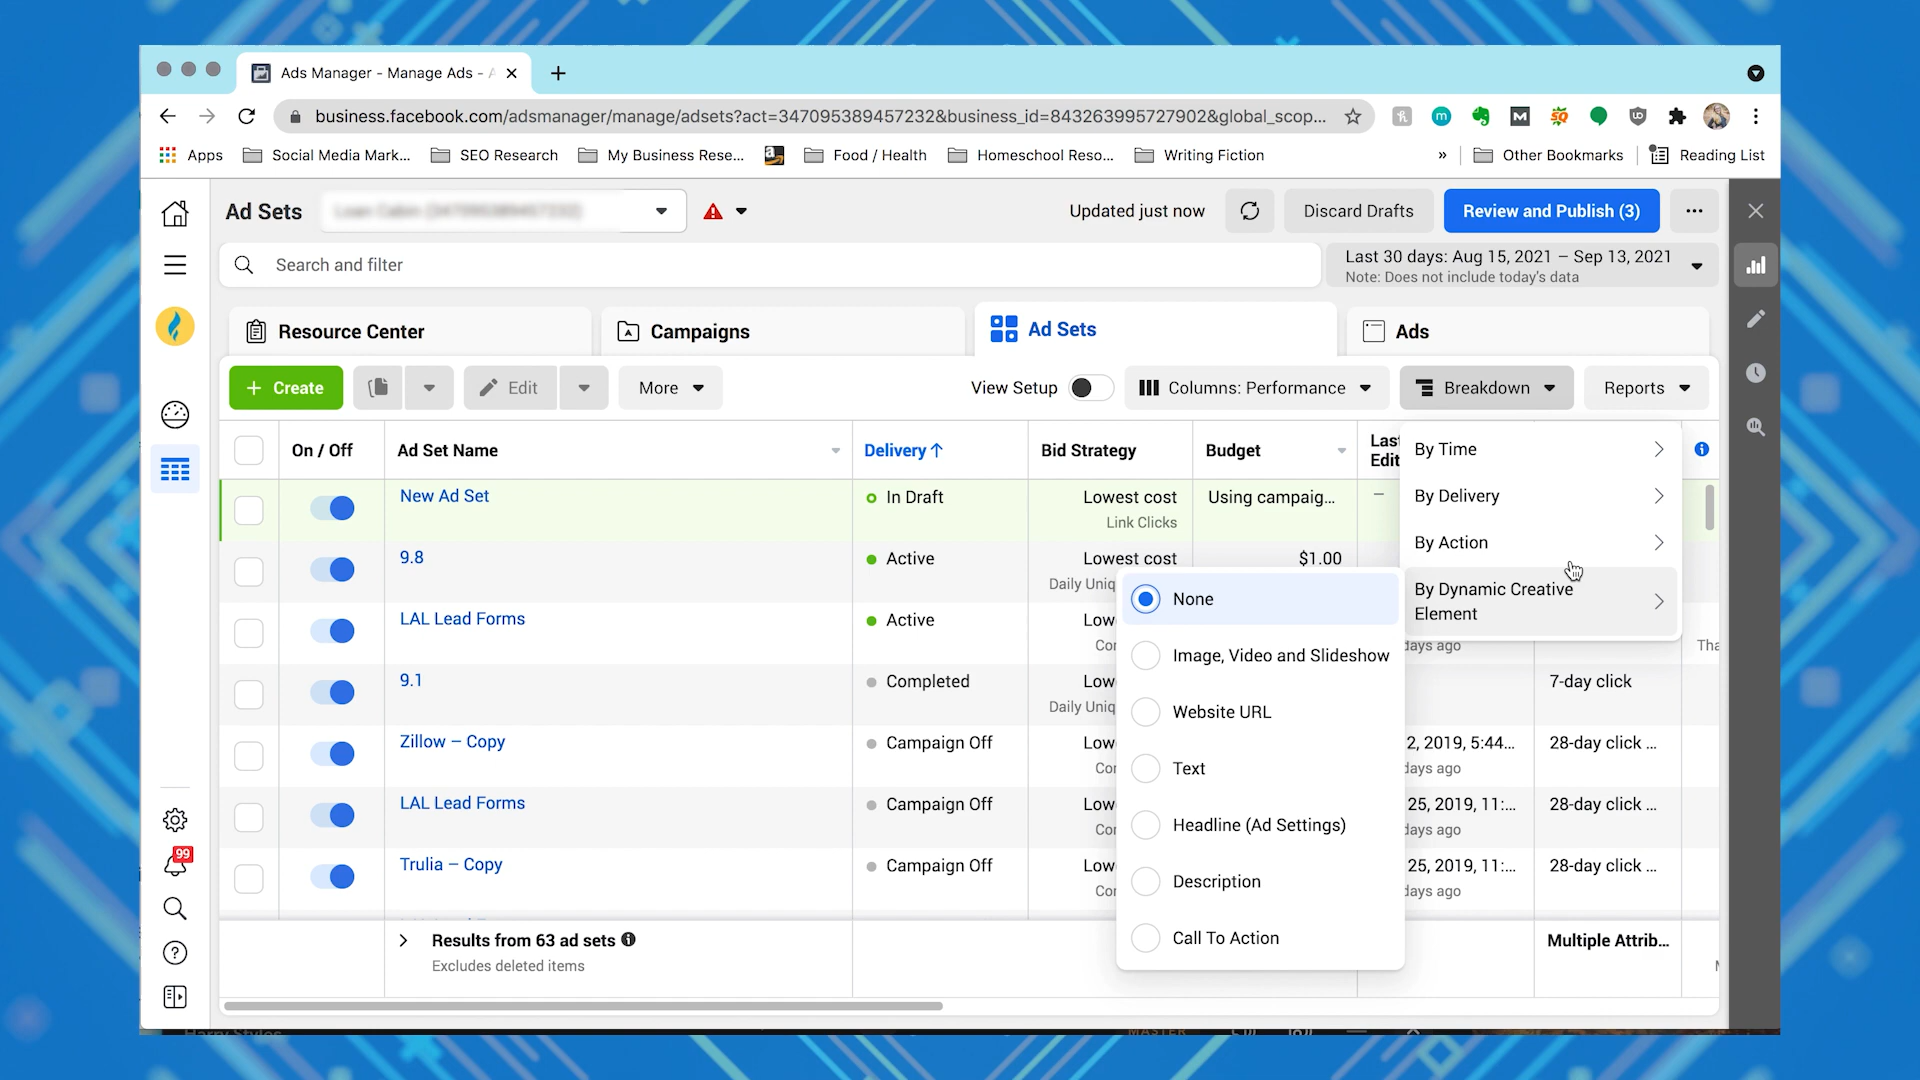 Ads Manager - Manage Ads - A
business.facebook.com/adsmanager/manage/adsets?act=347095389457232&business_id=843263995727902&global_scop...
Apps
Social Media Mark...
SEO Research
My Business Rese...
Food / Health
Homeschool Reso...
Writing Fiction
»
Other Bookmarks
Reading List
Ad Sets
Updated just now
Discard Drafts
Review and Publish (3)
Search and filter
Last 30 days: Aug 15, 2021 – Sep 13, 2021
Note: Does not include today's data
Resource Center
Campaigns
Ad Sets
Ads
+ Create
Edit
More
View Setup
Columns: Performance
Breakdown
Reports
On / Off
Ad Set Name
Delivery↑
Bid Strategy
Budget
Las
Edit
By Time
By Delivery
By Action
By Dynamic Creative
Element
New Ad Set
In Draft
Lowest cost
Link Clicks
Using campaig...
–
9.8
Active
Lowest cost
Daily Uniq
$1.00
LAL Lead Forms
Active
Low
Cor
days ago
Tha
9.1
Completed
Low
Daily Uniq
7-day click
Zillow – Copy
Campaign Off
Low
Cor
2, 2019, 5:44...
days ago
28-day click ...
LAL Lead Forms
Campaign Off
Low
Cor
25, 2019, 11:...
days ago
28-day click ...
Trulia – Copy
Campaign Off
Low
Cor
25, 2019, 11:...
days ago
28-day click ...
None
Image, Video and Slideshow
Website URL
Text
Headline (Ad Settings)
Description
Call To Action
99
Results from 63 ad sets
Excludes deleted items
Multiple Attrib...